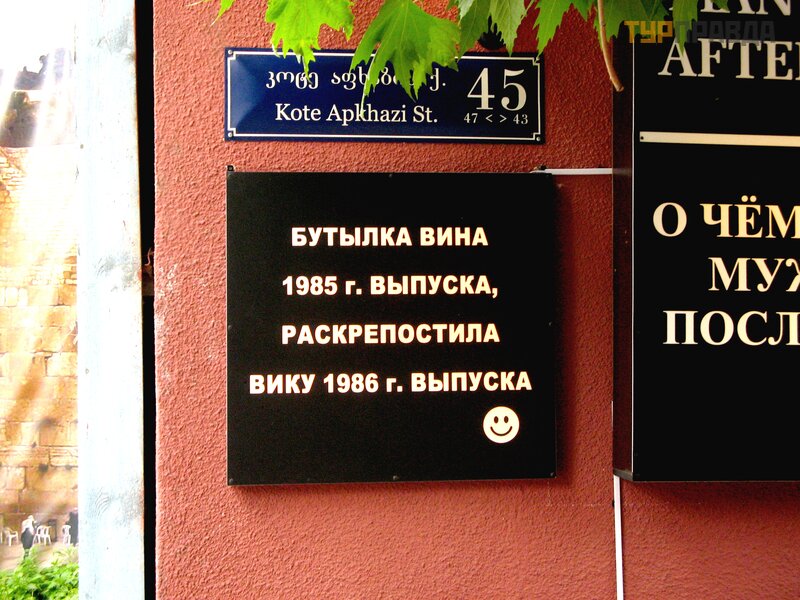 ТУРПРАВДА
კოტე
Kote Apkhazi St.
45
47 < > 43
БУТЫЛКА ВИНА
1985 г. ВЫПУСКА,
РАСКРЕПОСТИЛА
ВИКУ 1986 г. ВЫПУСКА
AFTE
О ЧЁМ
МУЖ
ПОСЛ